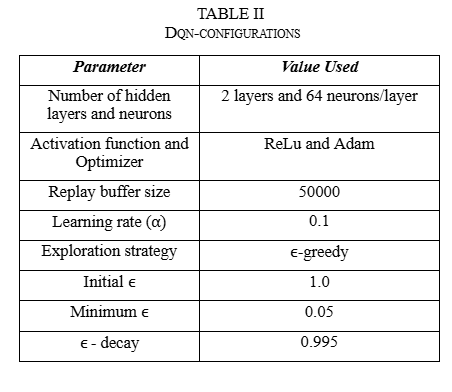 TABLE II
DQN-CONFIGURATIONS
Parameter Value Used
Number of hidden
layers and neurons
2 layers and 64 neurons/layer
Activation function and
Optimizer
ReLu and Adam
Replay buffer size 50000
Learning rate (α) 0.1
Exploration strategy ϵ-greedy
Initial ϵ 1.0
Minimum ϵ 0.05
ϵ - decay 0.995